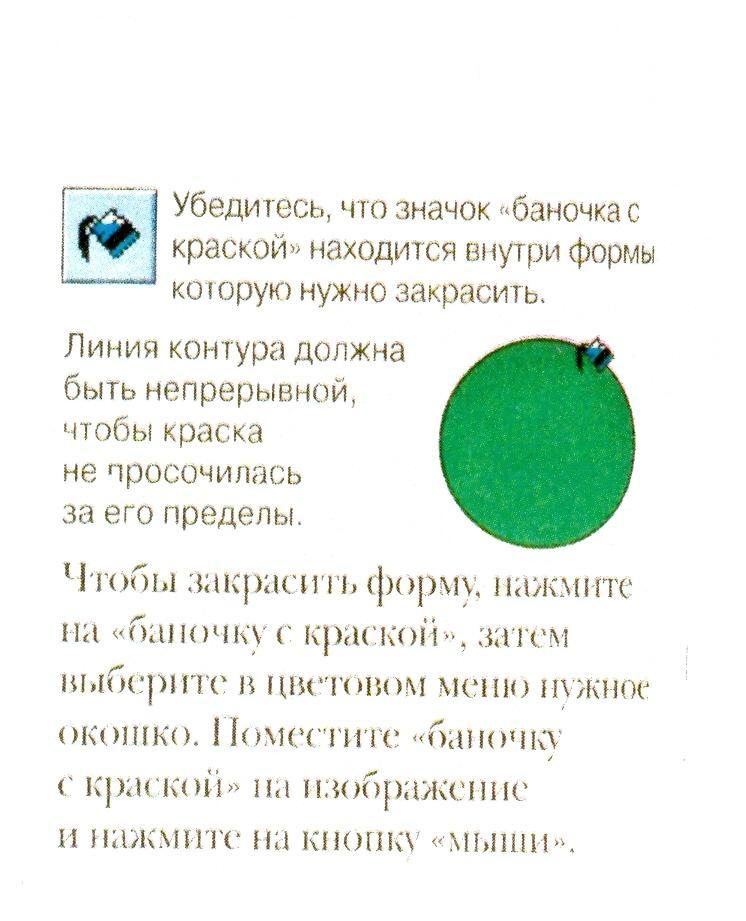 Убедитесь, что значок «баночка с
краской» находится внутри формы
которую нужно закрасить.
Линия контура должна
быть непрерывной,
чтобы краска
не просочилась
за его пределы.
Чтобы закрасить форму, нажмите
на «баночку с краской», затем
выберите в цветовом меню нужное
окошко. Поместите «баночку
с краской» на изображение
и нажмите на кнопку «мыши».